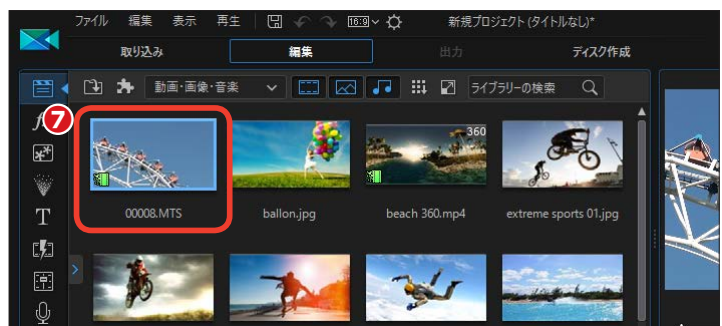 ファイル 編集 表示 再生 16:9 新規プロジェクト (タイトルなし)*
取り込み 編集 出力 ディスク作成
動画・画像・音楽 ライブラリーの検索
7
360
00008.MTS ballon.jpg beach 360.mp4 extreme sports 01.jpg
T